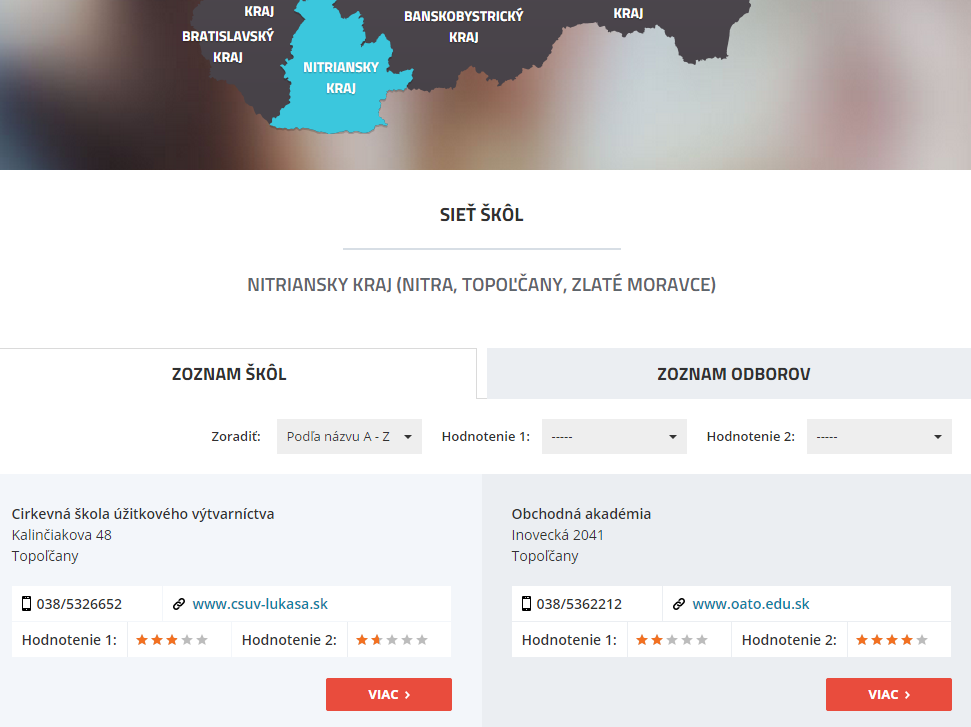 KRAJ
BRATISLAVSKÝ
KRAJ
NITRIANSKY
KRAJ
BANSKOBYSTRICKÝ
KRAJ
KRAJ
SIEŤ ŠKÔL
NITRIANSKY KRAJ (NITRA, TOPOĽČANY, ZLATÉ MORAVCE)
ZOZNAM ŠKÔL
ZOZNAM ODBOROV
Zoradiť: Podľa názvu A - Z Hodnotenie 1: ----- Hodnotenie 2: -----
Cirkevná škola úžitkového výtvarníctva
Kalinčiakova 48
Topoľčany
038/5326652 www.csuv-lukasa.sk
Hodnotenie 1: Hodnotenie 2:
VIAC ›
Obchodná akadémia
Inovecká 2041
Topoľčany
038/5362212 www.oato.edu.sk
Hodnotenie 1: Hodnotenie 2:
VIAC ›